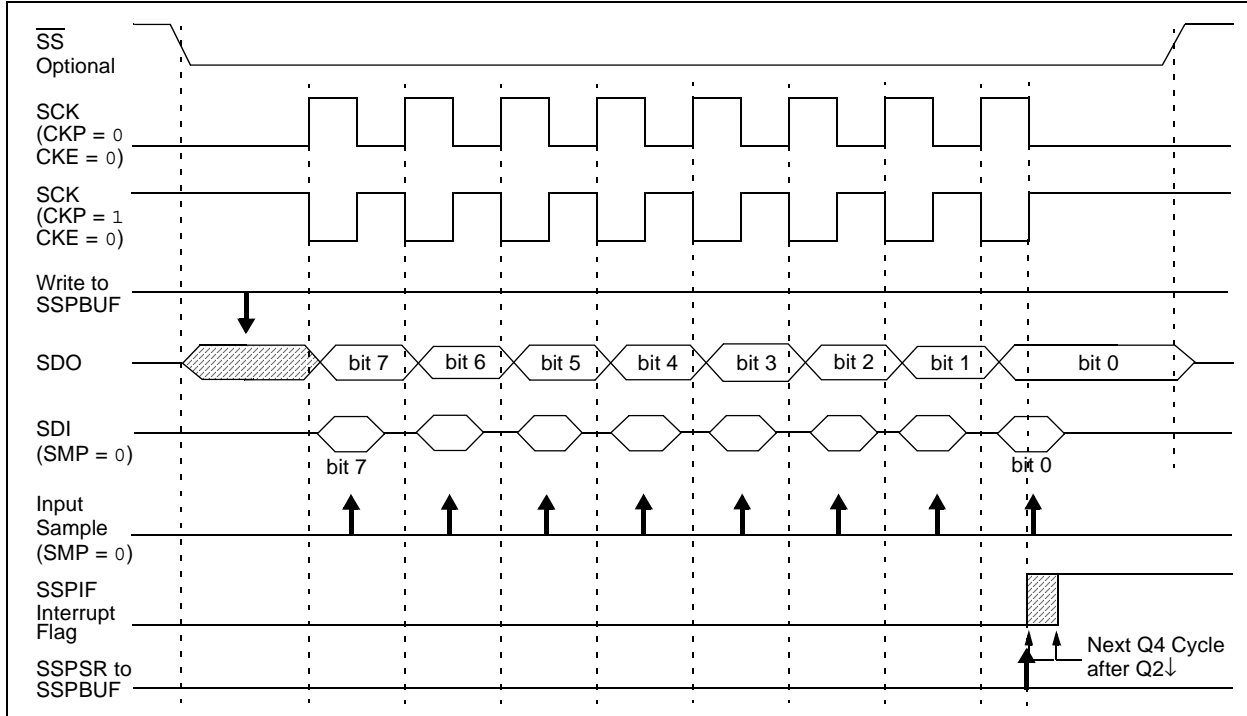 SS
Optional
SCK
(CKP = 0
CKE = 0)
SCK
(CKP = 1
CKE = 0)
Write to
SSPBUF
SDO
bit 7
bit 6
bit 5
bit 4
bit 3
bit 2
bit 1
bit 0
SDI
(SMP = 0)
bit 7
bit 0
Input
Sample
(SMP = 0)
SSPIF
Interrupt
Flag
Next Q4 Cycle
after Q2↓
SSPSR to
SSPBUF